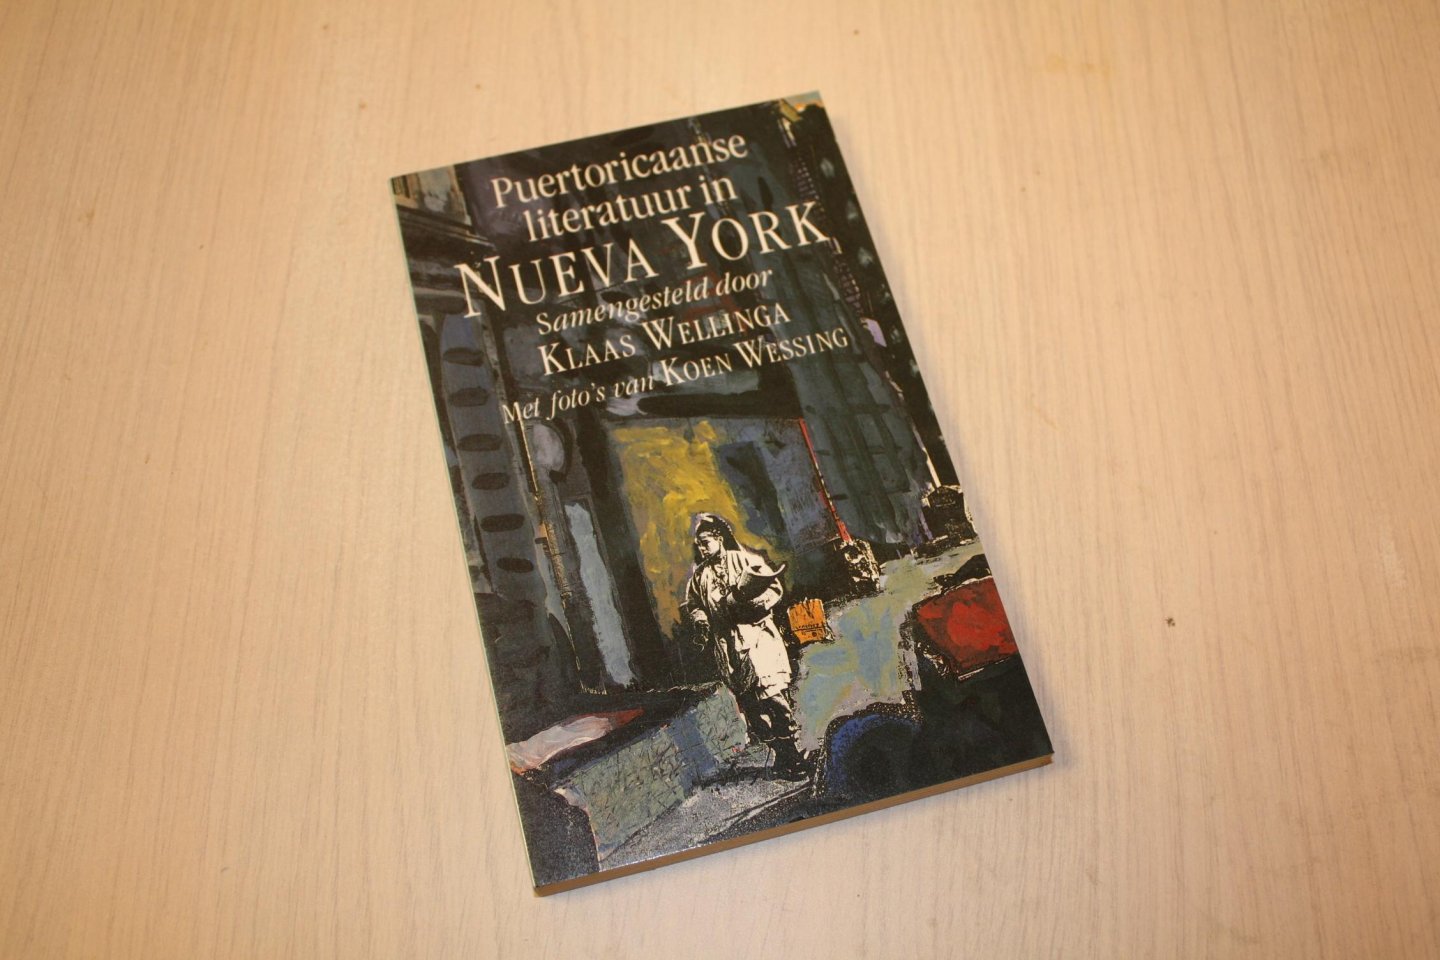 Puertoricaanse
literatuur in
NUEVA YORK
Samengesteld door
KLAAS WELLINGA
Met foto's van KOEN WESSING